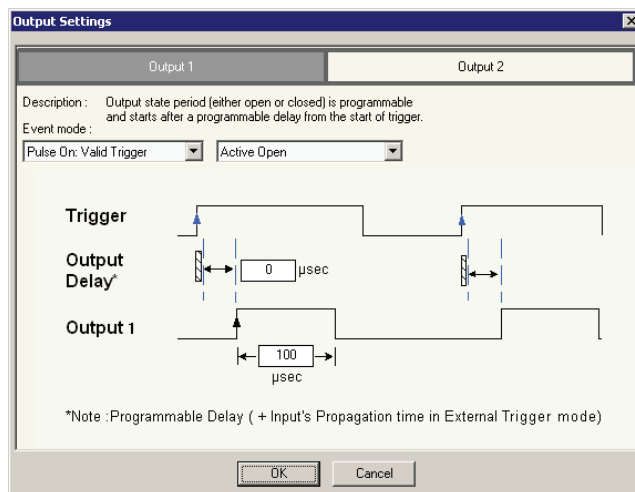 Output Settings
Output 1
Output 2
Description : Output state period (either open or closed) is programmable
and starts after a programmable delay from the start of trigger.
Event mode :
Pulse On: Valid Trigger
Active Open
Trigger
Output
Delay*
0 µsec
Output 1
100
µsec
*Note :Programmable Delay ( + Input's Propagation time in External Trigger mode)
OK
Cancel